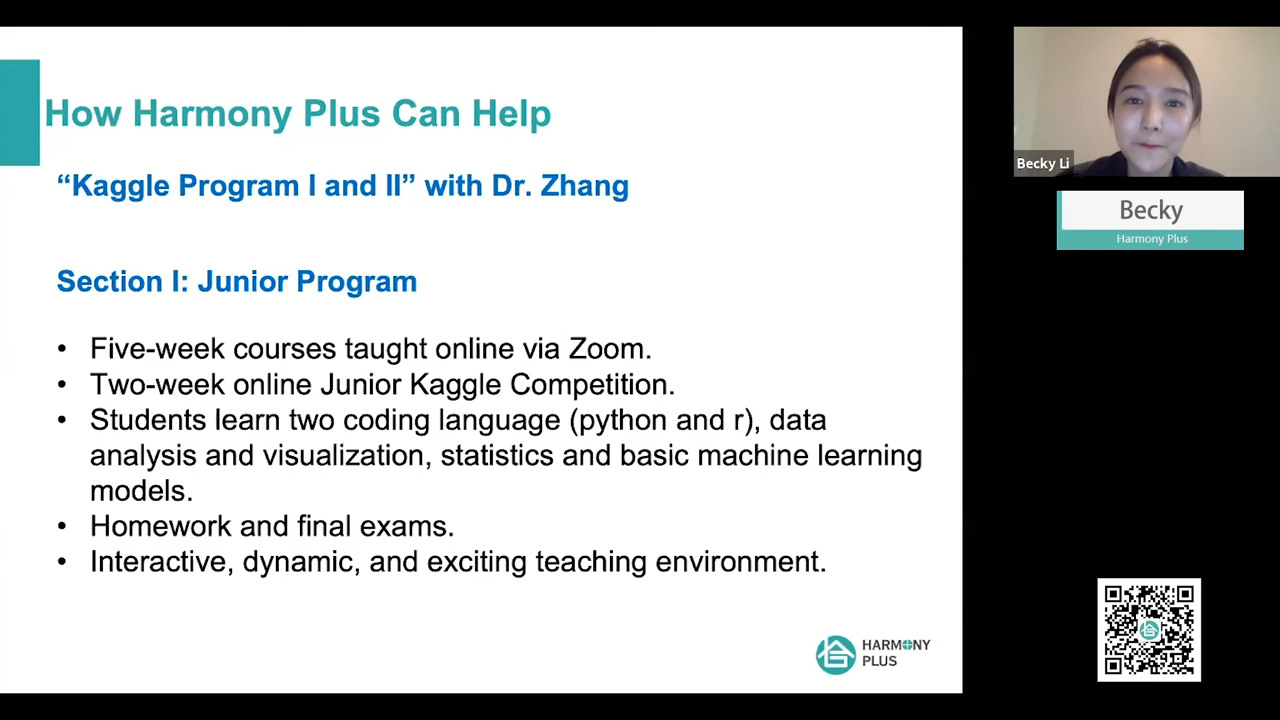 How Harmony Plus Can Help
“Kaggle Program I and II” with Dr. Zhang
Section I: Junior Program
• Five-week courses taught online via Zoom.
• Two-week online Junior Kaggle Competition.
• Students learn two coding language (python and r), data
analysis and visualization, statistics and basic machine learning
models.
• Homework and final exams.
• Interactive, dynamic, and exciting teaching environment.
HARMONY
PLUS
Becky Li
Becky
Harmony Plus